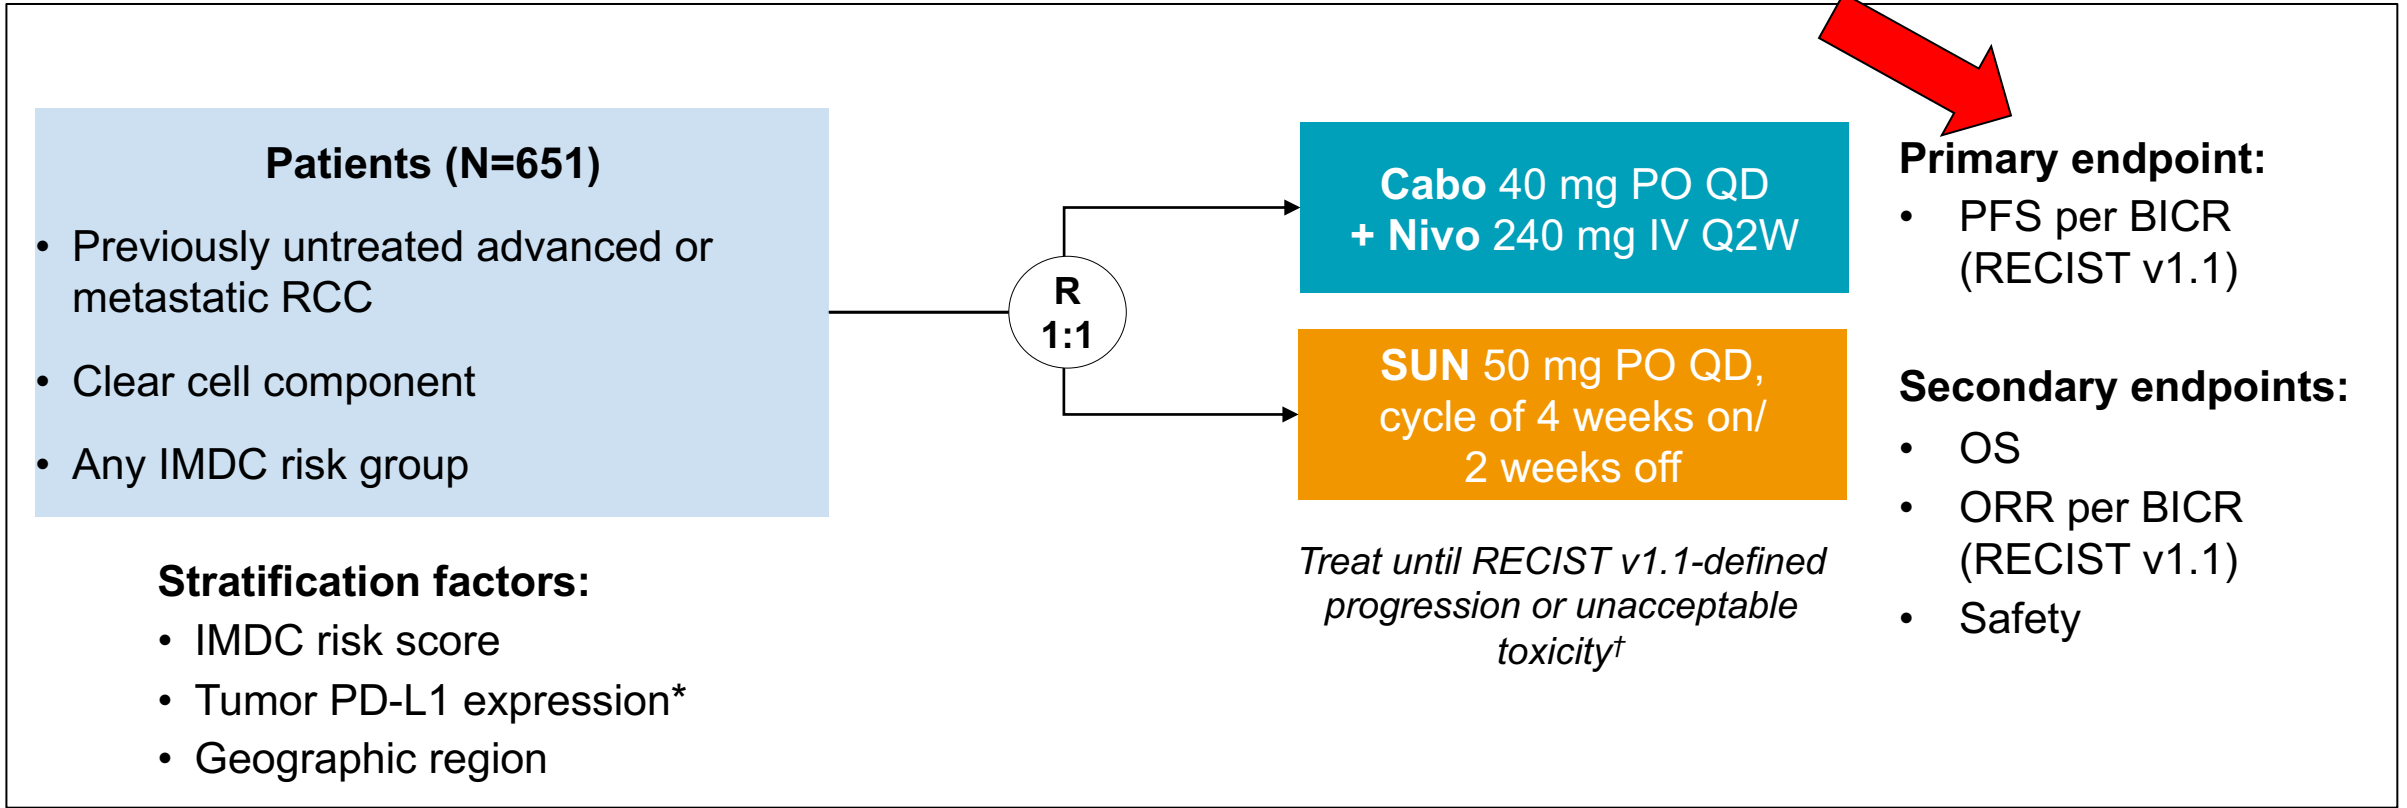 Patients (N=651)
• Previously untreated advanced or
metastatic RCC
• Clear cell component
• Any IMDC risk group
Stratification factors:
• IMDC risk score
• Tumor PD-L1 expression*
• Geographic region
R
1:1
Cabo 40 mg PO QD
+ Nivo 240 mg IV Q2W
SUN 50 mg PO QD,
cycle of 4 weeks on/
2 weeks off
Treat until RECIST v1.1-defined
progression or unacceptable
toxicity†
Primary endpoint:
• PFS per BICR
(RECIST v1.1)
Secondary endpoints:
• OS
• ORR per BICR
(RECIST v1.1)
• Safety